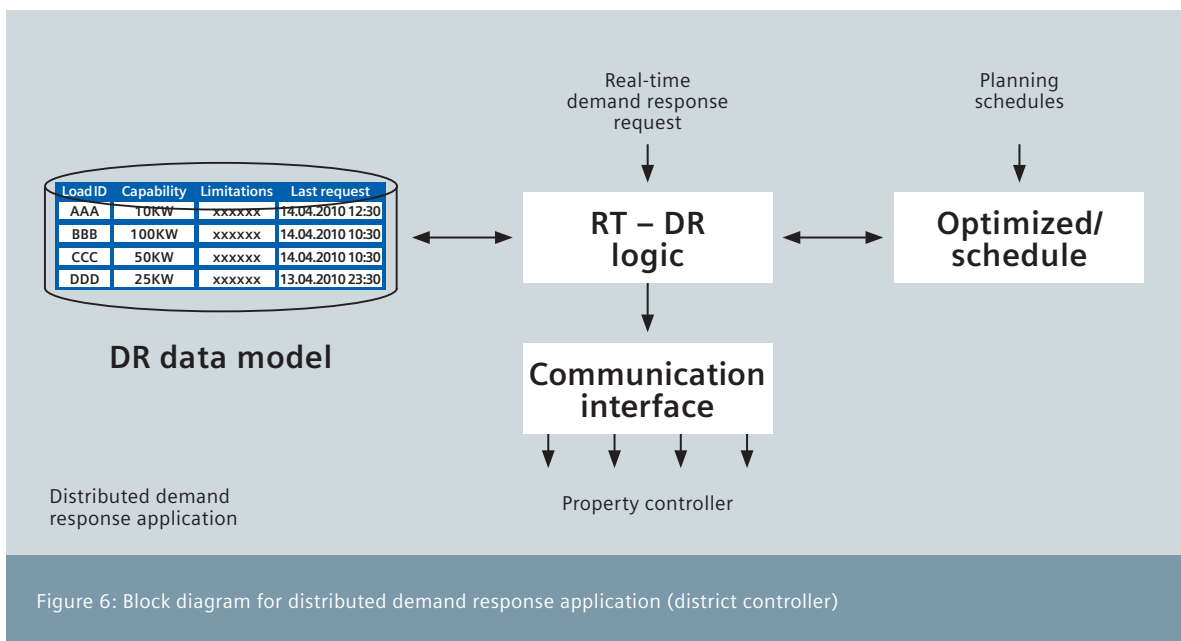 Real-time
demand response
request
Planning
schedules
LoadID Capability Limitations Last request
AAA 10KW xxxxxx 14.04.2010 12:30
BBB 100KW xxxxxx 14.04.2010 10:30
CCC 50KW xxxxxx 14.04.2010 10:30
DDD 25KW xxxxxx 13.04.2010 23:30
DR data model
RT – DR
logic
Optimized/
schedule
Communication
interface
Property controller
Distributed demand
response application
Figure 6: Block diagram for distributed demand response application (district controller)